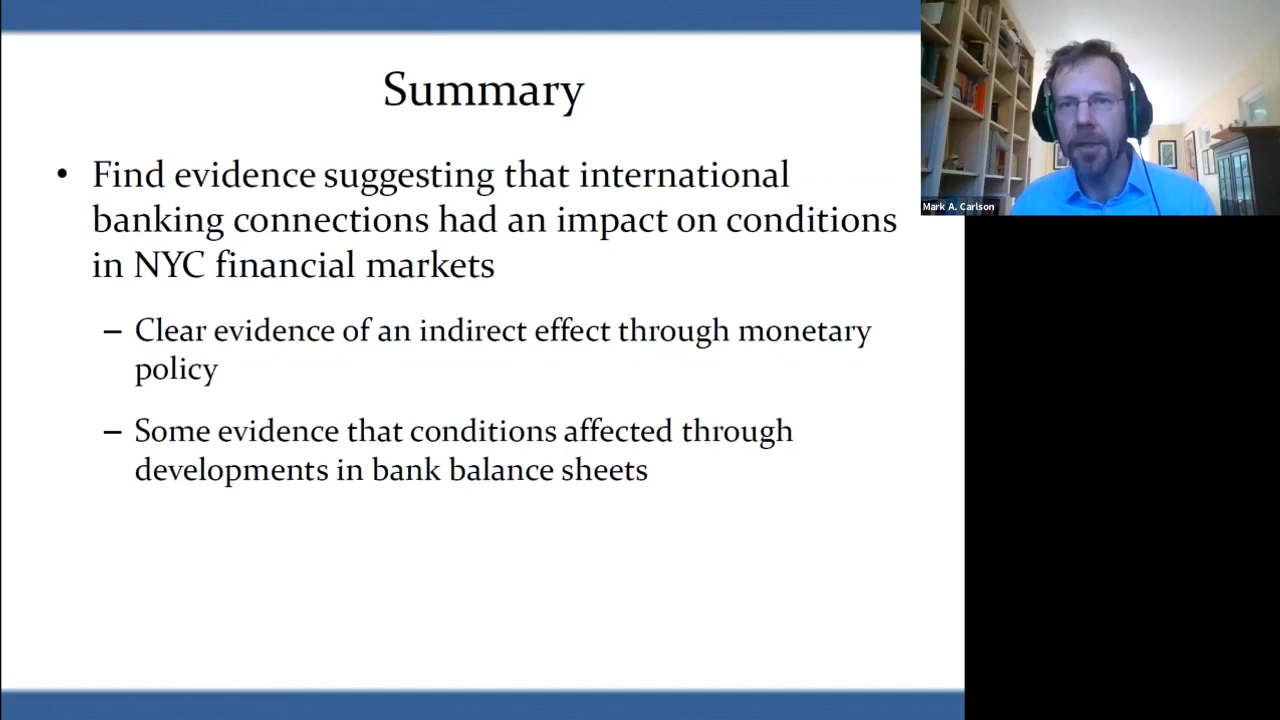 Summary
• Find evidence suggesting that international
banking connections had an impact on conditions
in NYC financial markets
– Clear evidence of an indirect effect through monetary
policy
– Some evidence that conditions affected through
developments in bank balance sheets
Mark A. Carlson